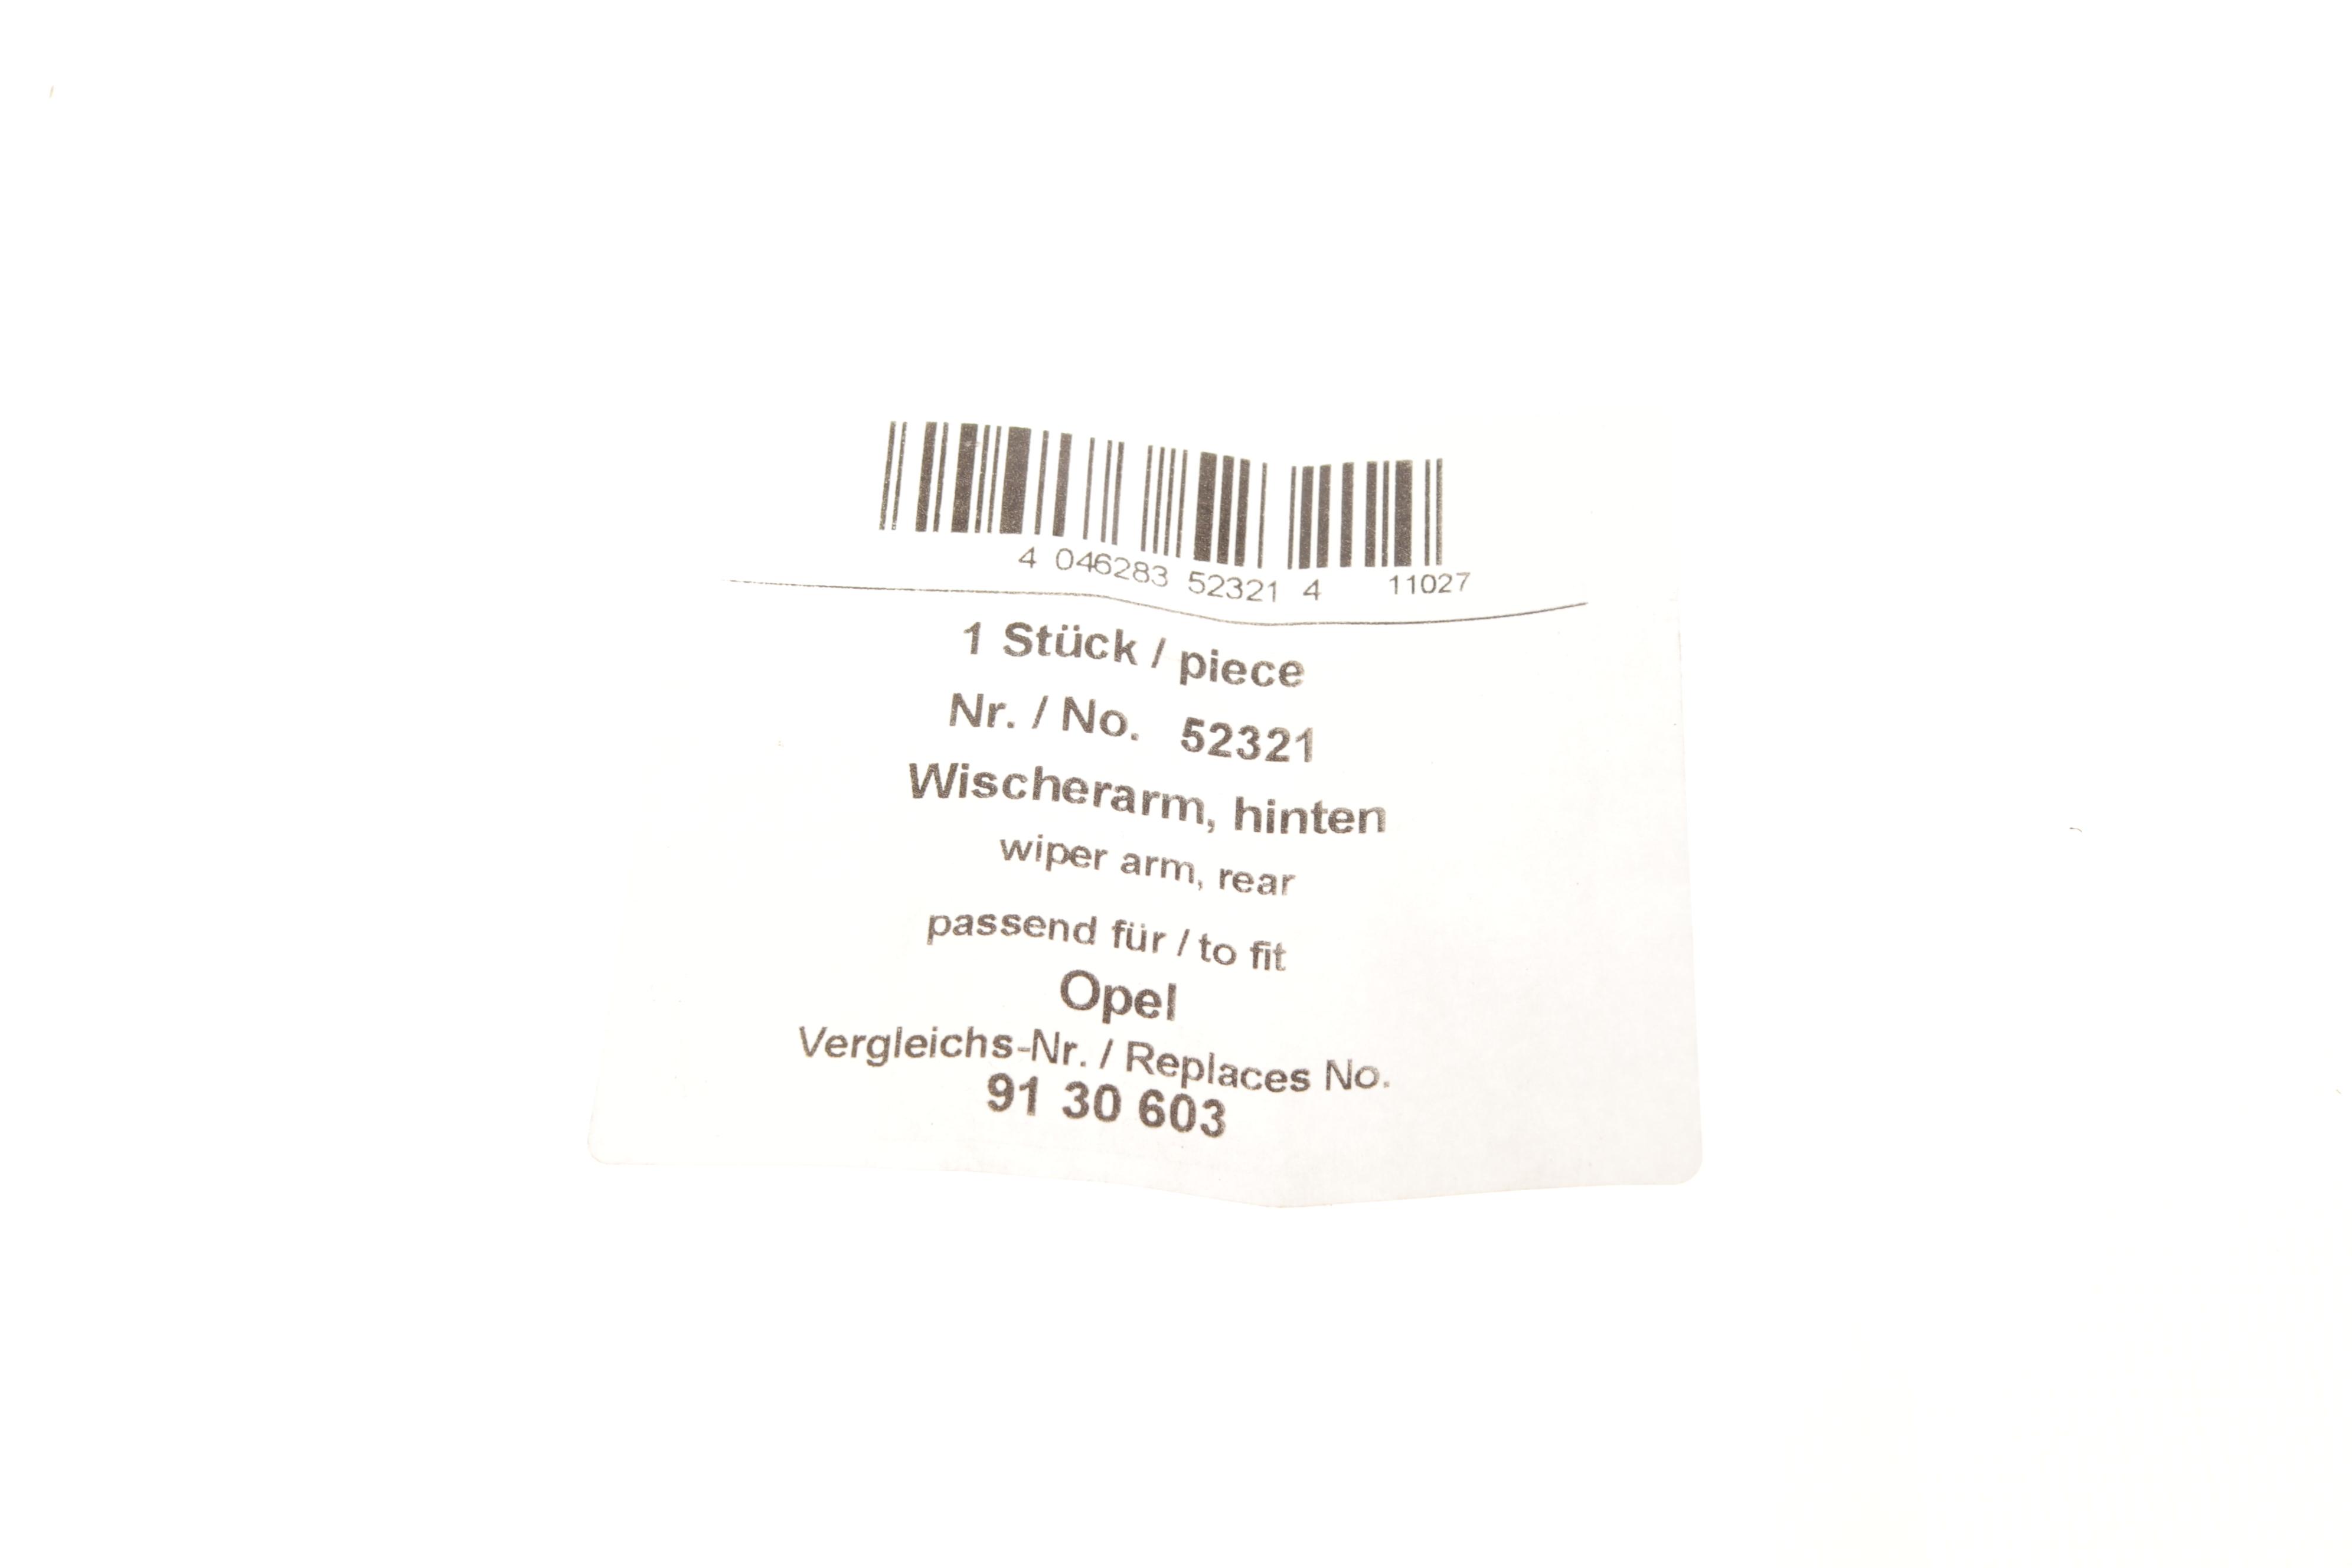 4 046283 52321 4 11027
1 Stück / piece
Nr. / No. 52321
Wischerarm, hinten
wiper arm, rear
passend für / to fit
Opel
Vergleichs-Nr. / Replaces No.
91 30 603